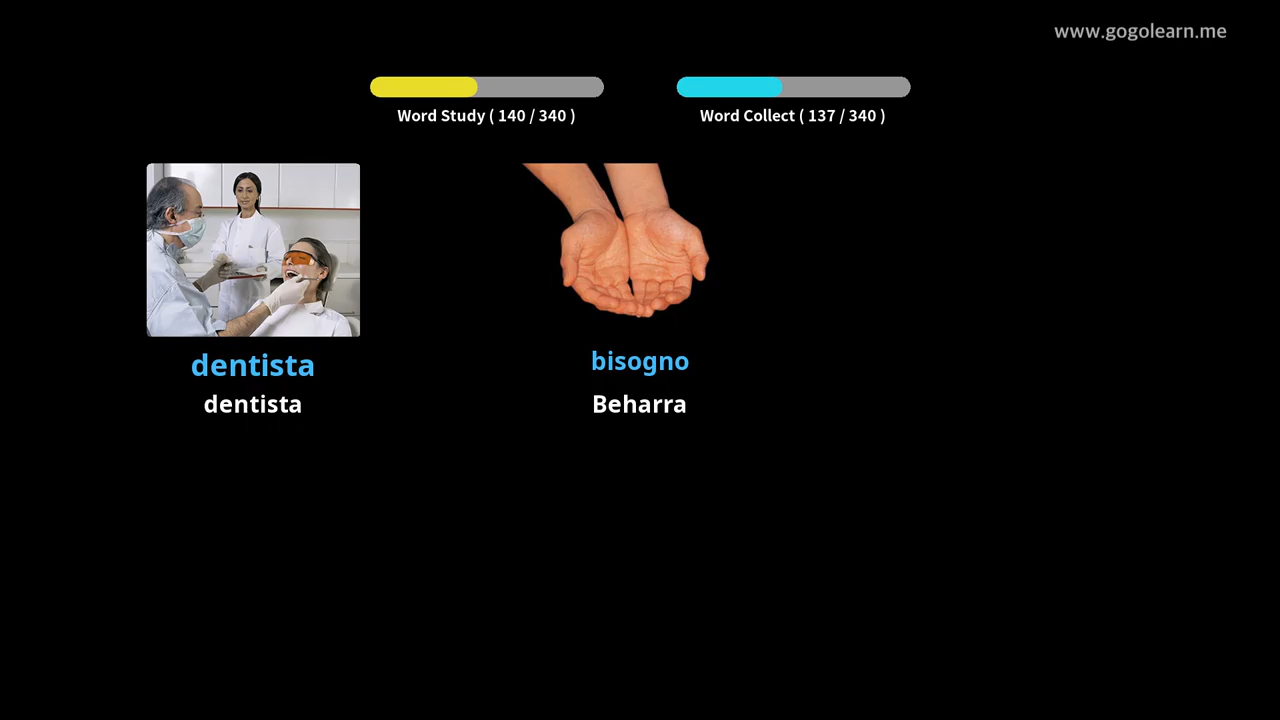 www.gogolearn.me
Word Study ( 140 / 340 )
Word Collect ( 137 / 340 )
dentista
dentista
bisogno
Beharra